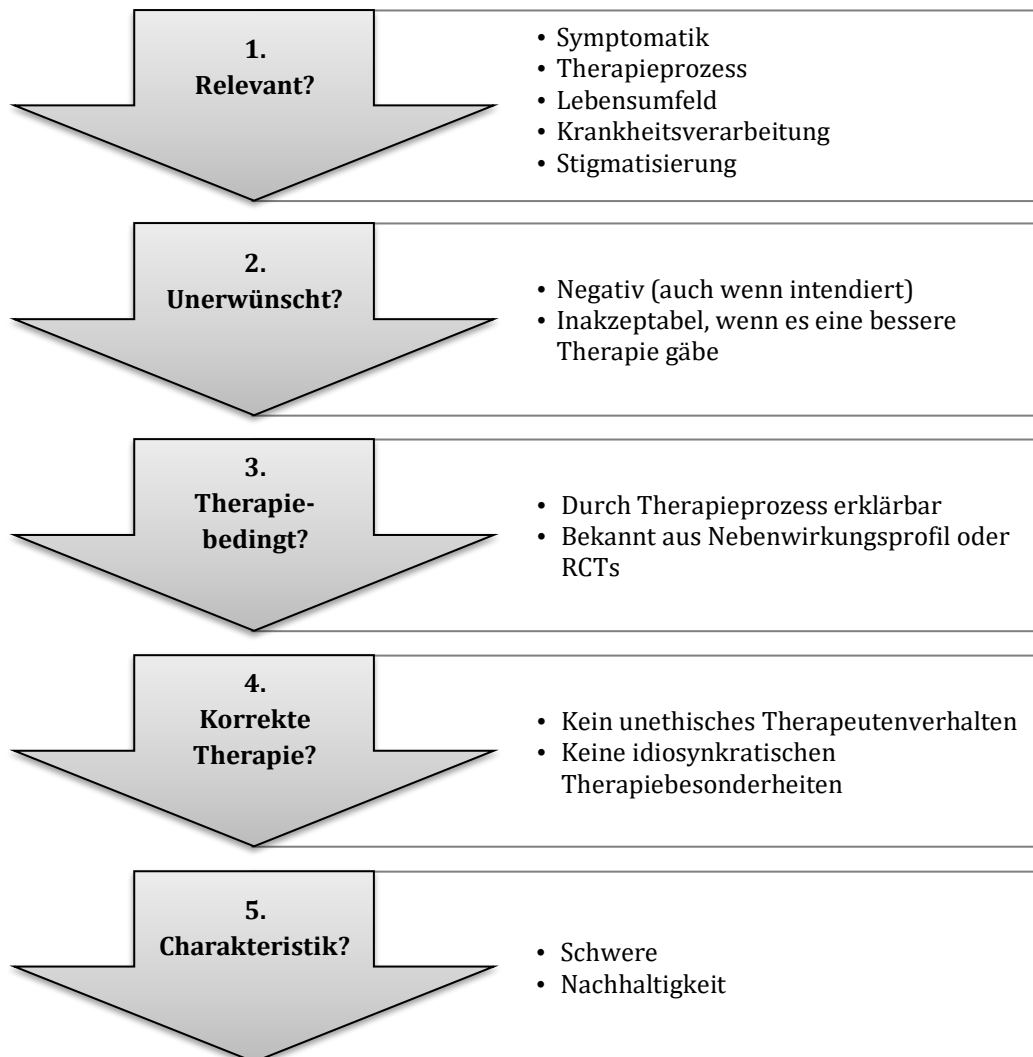 1.
Relevant?
• Symptomatik
• Therapieprozess
• Lebensumfeld
• Krankheitsverarbeitung
• Stigmatisierung
2.
Unerwünscht?
• Negativ (auch wenn intendiert)
• Inakzeptabel, wenn es eine bessere
Therapie gäbe
3.
Therapie-
bedingt?
• Durch Therapieprozess erklärbar
• Bekannt aus Nebenwirkungsprofil oder
RCTs
4.
Korrekte
Therapie?
• Kein unethisches Therapeutenverhalten
• Keine idiosynkratischen
Therapiebesonderheiten
5.
Charakteristik?
• Schwere
• Nachhaltigkeit